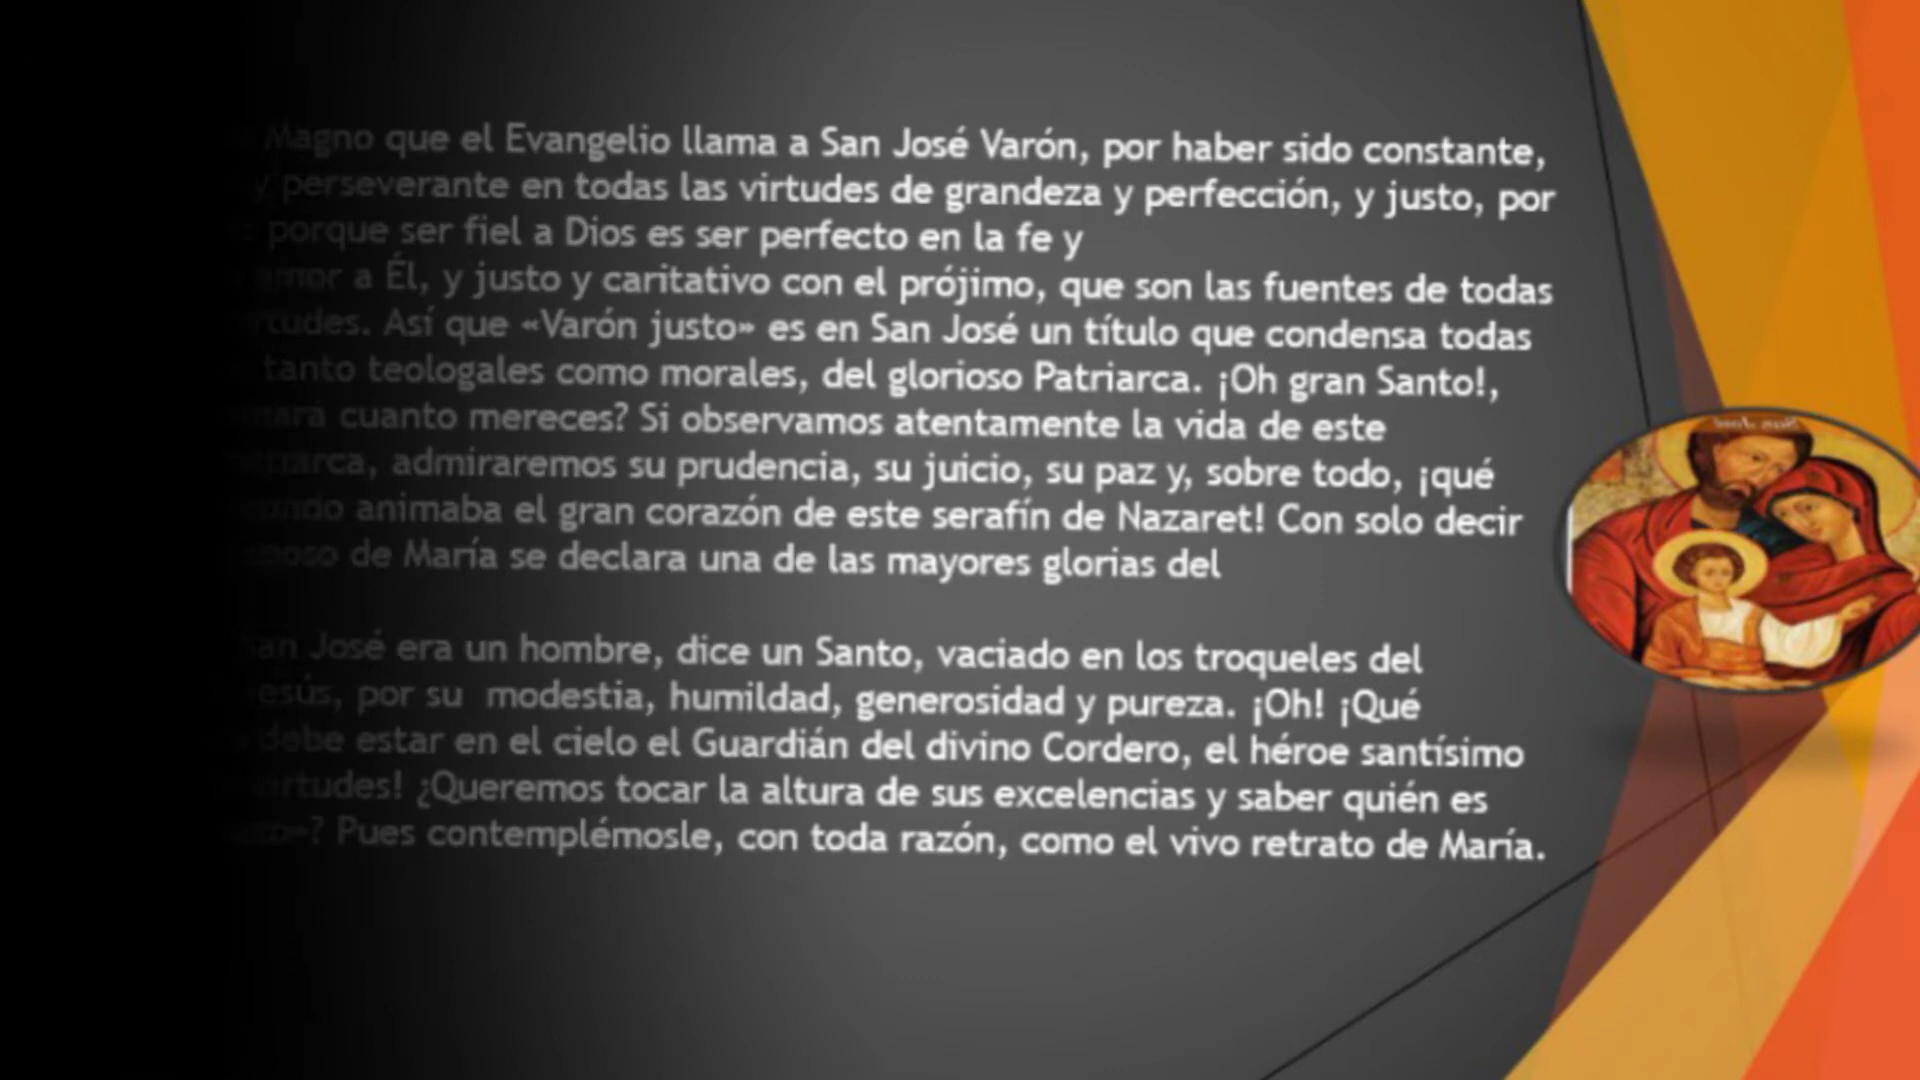 Magno que el Evangelio llama a San José Varón, por haber sido constante,
y perseverante en todas las virtudes de grandeza y perfección, y justo, por
porque ser fiel a Dios es ser perfecto en la fe y
amor a Él, y justo y caritativo con el prójimo, que son las fuentes de todas
Así que «Varón justo» es en San José un título que condensa todas
tanto teologales como morales, del glorioso Patriarca. ¡Oh gran Santo!,
cuanto mereces? Si observamos atentamente la vida de este
admiraremos su prudencia, su juicio, su paz y, sobre todo, ¡qué
animaba el gran corazón de este serafín de Nazaret! Con solo decir
de María se declara una de las mayores glorias del
San José era un hombre, dice un Santo, vaciado en los troqueles del
Jesús, por su modestia, humildad, generosidad y pureza. ¡Oh! ¡Qué
debe estar en el cielo el Guardián del divino Cordero, el héroe santísimo
virtudes! ¿Queremos tocar la altura de sus excelencias y saber quién es
? Pues contemplémosle, con toda razón, como el vivo retrato de María.